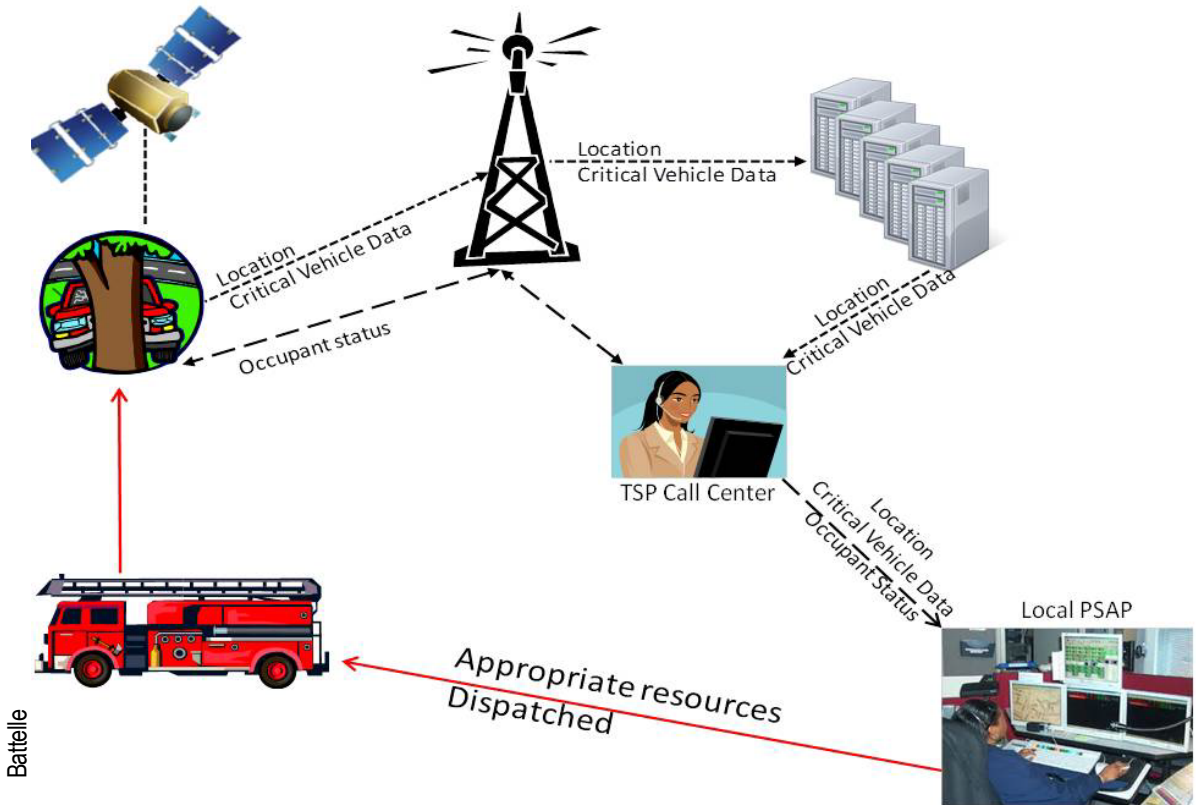 Location
Critical Vehicle Data
Location
Critical Vehicle Data
Occupant status
Location
Critical Vehicle Data
TSP Call Center
Location
Critical Vehicle Data
Occupant Status
Local PSAP
Appropriate resources
Dispatched
Battelle